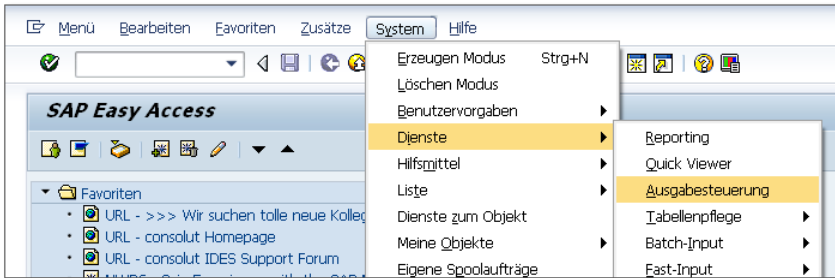 Menü Bearbeiten Favoriten Zusätze System Hilfe
Erzeugen Modus Strg+N
Löschen Modus
SAP Easy Access
Benutzervorgaben
Dienste
Reporting
Hilfsmittel
Quick Viewer
Favoriten
Liste
Ausgabesteuerung
URL - >>> Wir suchen tolle neue Kolleg
Dienste zum Objekt
Tabellenpflege
URL - consolut Homepage
Meine Objekte
Batch-Input
URL - consolut IDES Support Forum
Eigene Spoolaufträge
Fast-Input